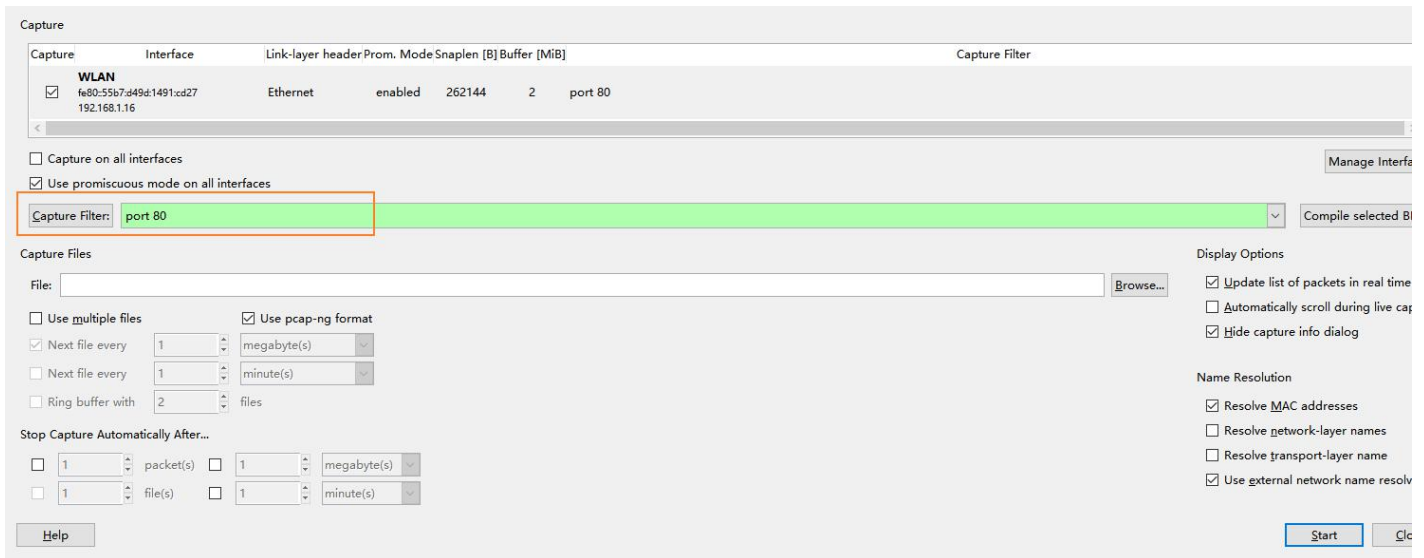 Capture
Capture Interface Link-layer header Prom. Mode Snaplen [B] Buffer [MiB] Capture Filter
WLAN
fe80::55b7:d49d:1491:cd27
192.168.1.16
Ethernet enabled 262144 2 port 80
Capture on all interfaces
Manage Interfa
Use promiscuous mode on all interfaces
Capture Filter: port 80 Compile selected B
Capture Files
Display Options
File: Browse... Update list of packets in real time
Use multiple files Use pcap-ng format Automatically scroll during live cap
Next file every 1 megabyte(s) Hide capture info dialog
Next file every 1 minute(s)
Name Resolution
Ring buffer with 2 files
Resolve MAC addresses
Stop Capture Automatically After...
Resolve network-layer names
1 packet(s) 1 megabyte(s) Resolve transport-layer name
1 file(s) 1 minute(s) Use external network name resolv
Help Start Clo